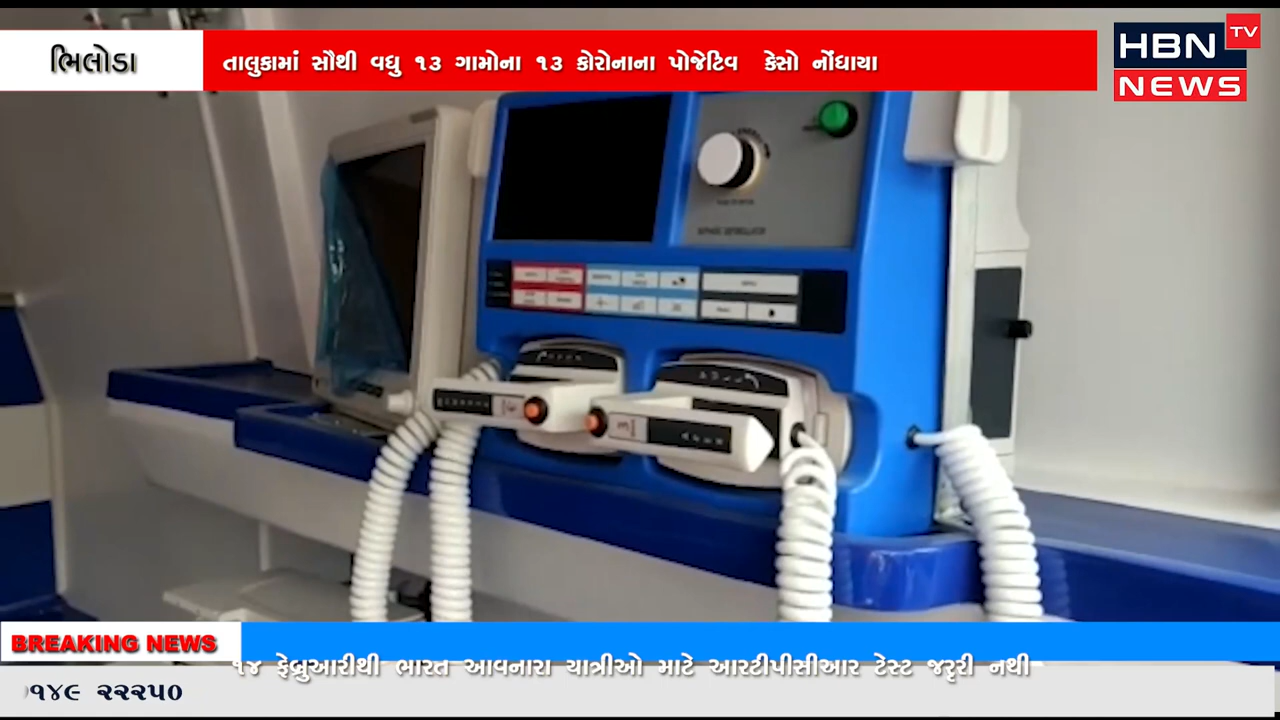 ભિલોડા
તાલુકામાં સૌથી વધુ ૧૩ ગામોના ૧૩ કોરોનાના પોજેટિવ કેસો નોંધાયા
HBN TV
NEWS
BREAKING NEWS
૧૪ ફેબ્રુઆરીથી ભારત આવનારા યાત્રીઓ માટે આરટીપીસીઆર ટેસ્ટ જરૂરી નથી
૧૪૯ ૨૨૨૫૦